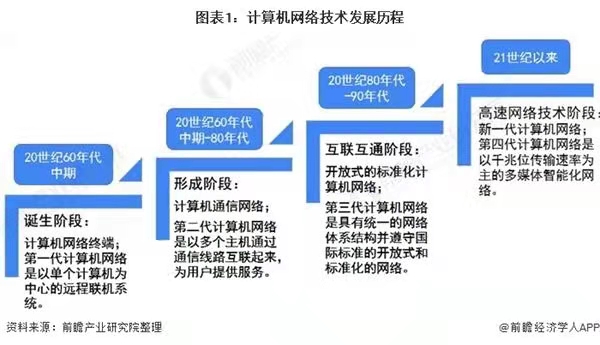 图表1：计算机网络技术发展历程
20世纪60年代
中期
诞生阶段：
计算机网络终端；
第一代计算机网络
是以单个计算机为
中心的远程联机系
统。
20世纪60年代
中期-80年代
形成阶段：
计算机通信网络；
第二代计算机网络
是以多个主机通过
通信线路互联起来，
为用户提供服务。
20世纪80年代
-90年代
互联互通阶段：
开放式的标准化计
算机网络；
第三代计算机网络
是具有统一的网络
体系结构并遵守国
际标准的开放式和
标准化的网络。
21世纪以来
高速网络技术阶段：
新一代计算机网络；
第四代计算机网络是
以千兆位传输速率为
主的多媒体智能化网
络。
资料来源：前瞻产业研究院整理
@前瞻经济学人APP